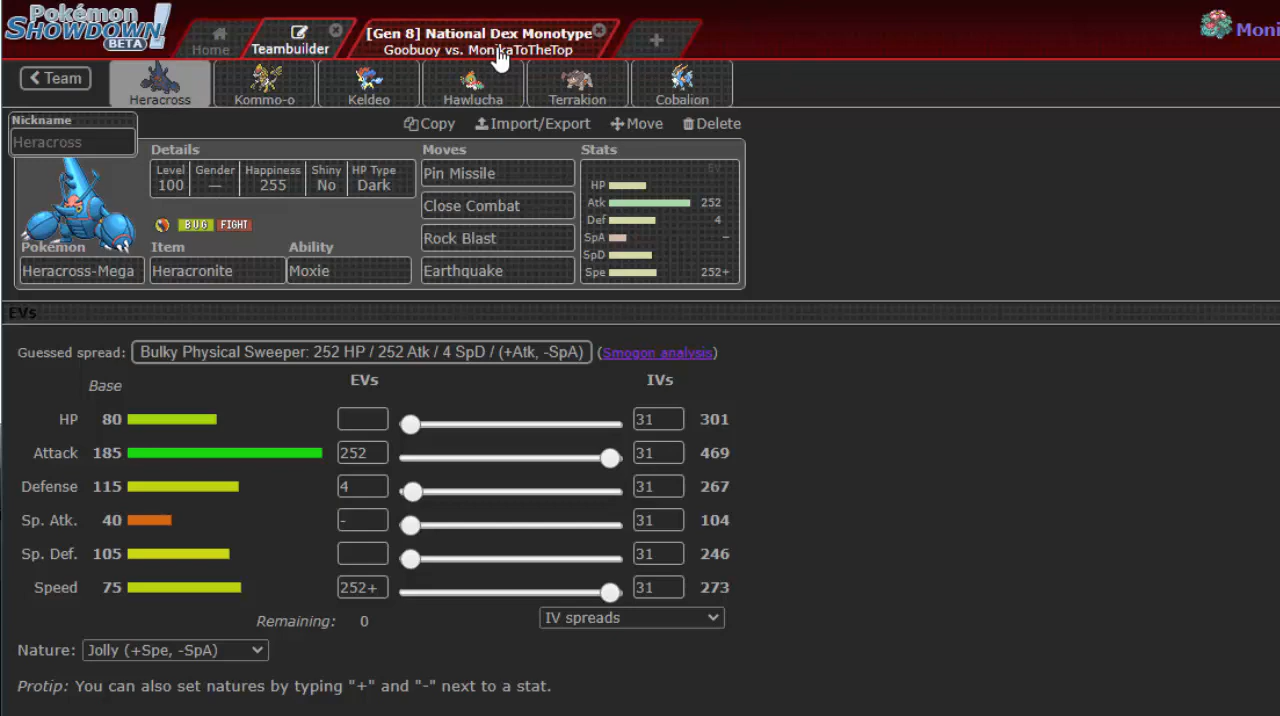 Pokémon
SHOWDOWN!
BETA
Home
Teambuilder
[Gen 8] National Dex Monotype
Goobuoy vs. MonikaToTheTop
+
Moni
Team
Heracross
Kommo-o
Keldeo
Hawlucha
Terrakion
Cobalion
Nickname
Heracross
Copy
Import/Export
Move
Delete
Details
Level
100
Gender
—
Happiness
255
Shiny
No
HP Type
Dark
BUG FIGHT
Pokémon
Heracross-Mega
Item
Heracronite
Ability
Moxie
Moves
Pin Missile
Close Combat
Rock Blast
Earthquake
Stats
EV
HP
Atk 252
Def 4
SpA –
SpD
Spe 252+
EVs
Guessed spread: Bulky Physical Sweeper: 252 HP / 252 Atk / 4 SpD / (+Atk, -SpA) (Smogon analysis)
Base EVs IVs
HP 80 31 301
Attack 185 252 31 469
Defense 115 4 31 267
Sp. Atk. 40 - 31 104
Sp. Def. 105 31 246
Speed 75 252+ 31 273
Remaining: 0 IV spreads
Nature: Jolly (+Spe, -SpA)
Protip: You can also set natures by typing "+" and "-" next to a stat.